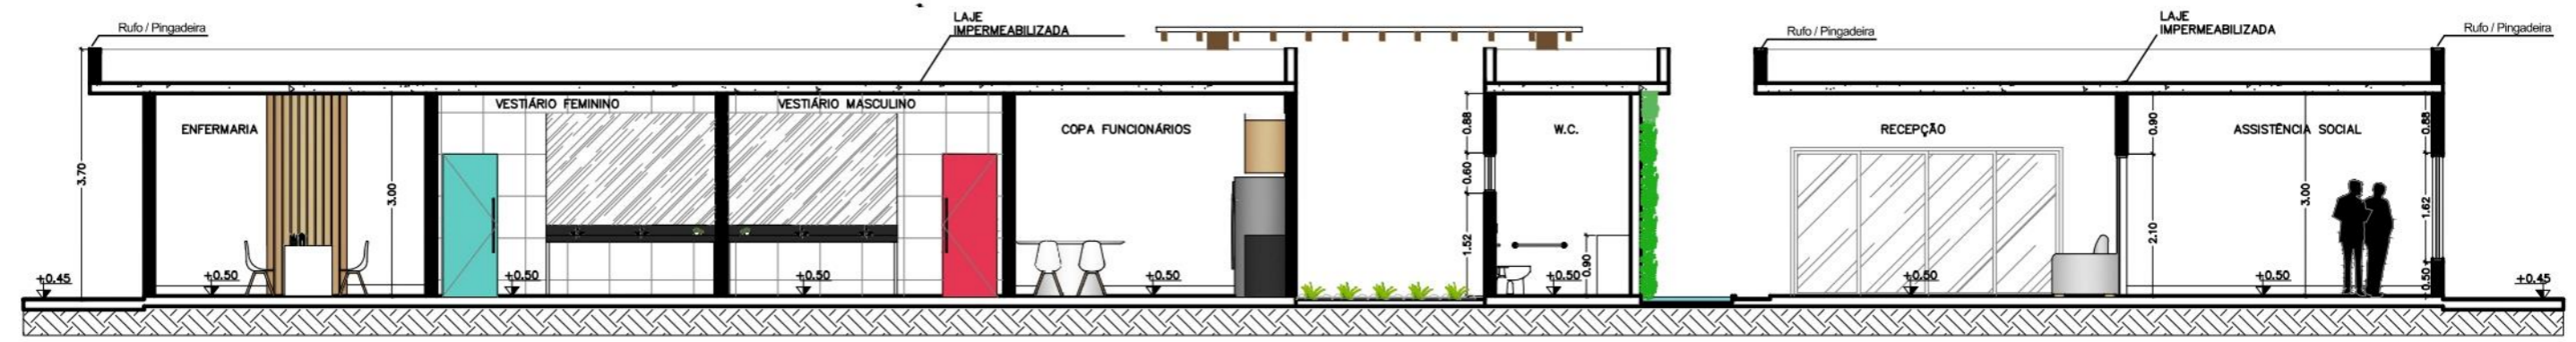 Rufo / Pingadeira
LAJE
IMPERMEABILIZADA
Rufo / Pingadeira
LAJE
IMPERMEABILIZADA
Rufo / Pingadeira
VESTIÁRIO FEMININO
VESTIÁRIO MASCULINO
ENFERMARIA
COPA FUNCIONÁRIOS
W.C.
RECEPÇÃO
ASSISTÊNCIA SOCIAL
3.70
3.00
0.88
0.60
1.52
0.90
0.90
2.10
3.00
0.88
1.62
0.50
+0.45
+0.50
+0.50
+0.50
+0.50
+0.50
+0.50
+0.50
+0.45